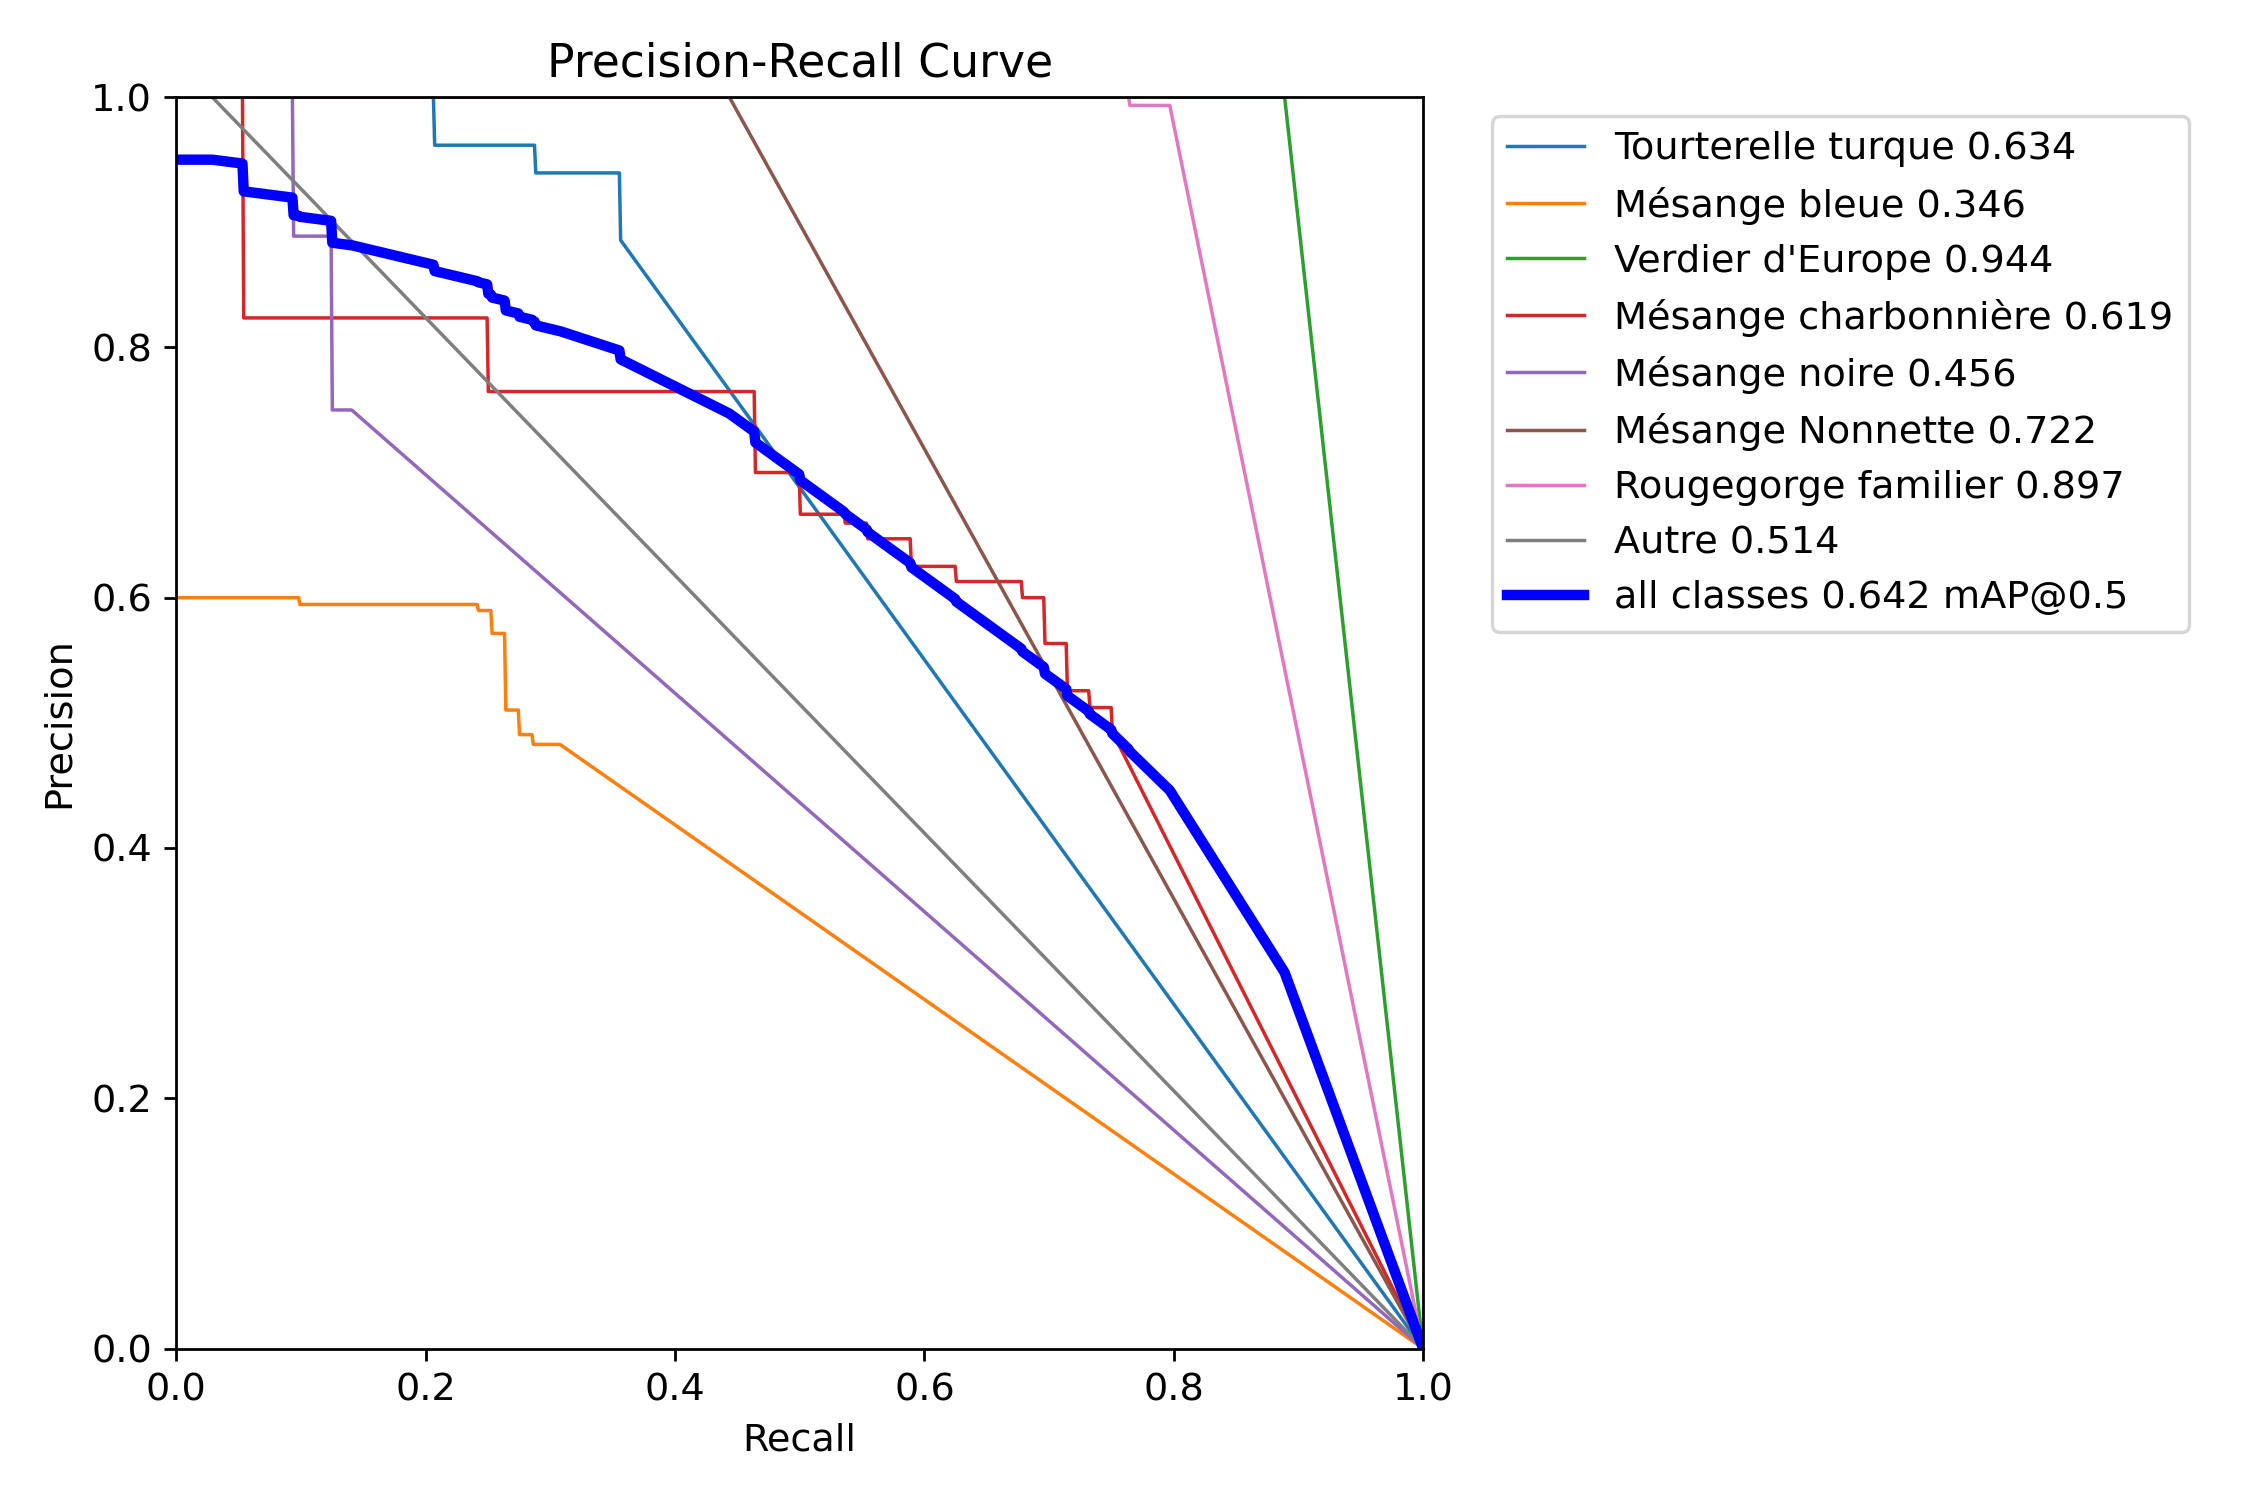 Precision-Recall Curve
1.0
0.8
0.6
0.4
0.2
0.0
Precision
0.0 0.2 0.4 0.6 0.8 1.0
Recall
Tourterelle turque 0.634
Mésange bleue 0.346
Verdier d'Europe 0.944
Mésange charbonnière 0.619
Mésange noire 0.456
Mésange Nonnette 0.722
Rougegorge familier 0.897
Autre 0.514
all classes 0.642 mAP@0.5